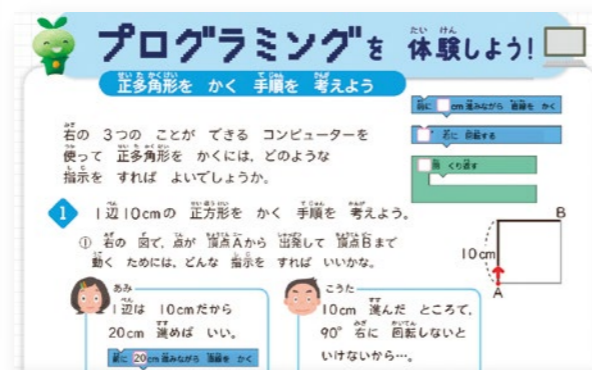 プログラミングを 体験しよう!
正多角形を かく 手順を 考えよう
右の 3つの ことが できる コンピューターを
使って 正多角形を かくには、どのような
指示を すれば よいでしょうか。
前に cm 進みながら 直線を かく
° 右に 回転する
回 くり返す
1 1辺10cmの 正方形を かく 手順を 考えよう。
① 右の 図で、点が 頂点Aから 出発して 頂点Bまで
動く ためには、どんな 指示を すれば いいかな。
B
10cm
A
あみ
1辺は 10cmだから
20cm 進めば いい。
前に 20 cm 進みながら 直線を かく
こうた
10cm 進んだ ところで、
90° 右に 回転しないと
いけないから…。